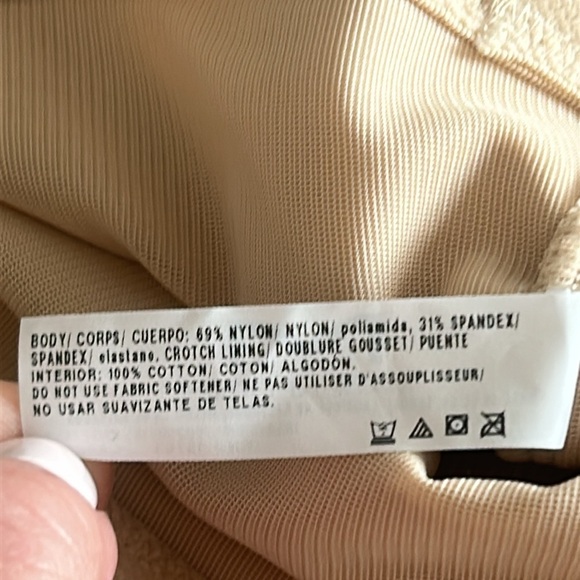 BODY/ CORPS/ CUERPO: 69% NYLON/ NYLON/ poliamida, 31% SPANDEX/
SPANDEX/ elastano. CROTCH LINING/ DOUBLURE GOUSSET/ PUENTE
INTERIOR: 100% COTTON/ COTON/ ALGODÓN.
DO NOT USE FABRIC SOFTENER/ NE PAS UTILISER D'ASSOUPLISSEUR/
NO USAR SUAVIZANTE DE TELAS.